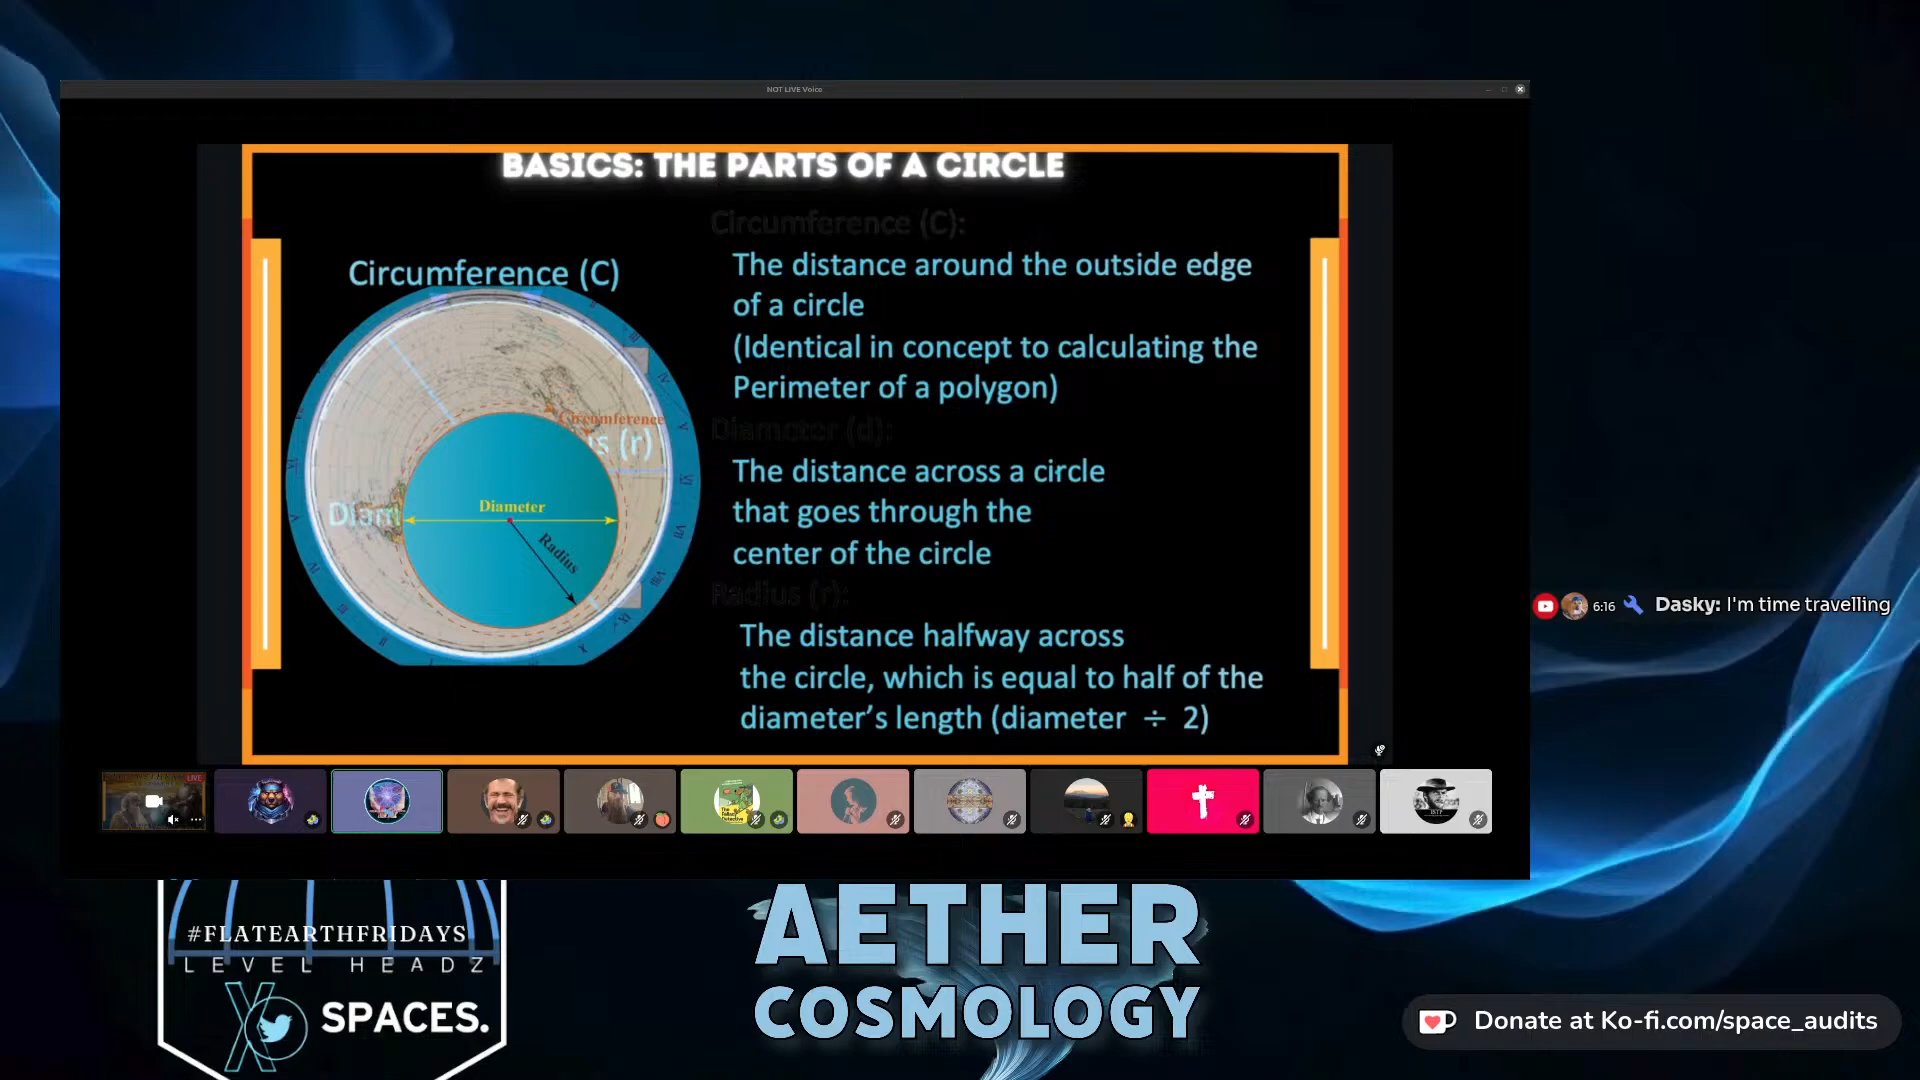 NOT LIVE Voice
BASICS: THE PARTS OF A CIRCLE
Circumference (C)
Circumference
us (r)
Diam
Diameter
Radius
Circumference (C):
The distance around the outside edge
of a circle
(Identical in concept to calculating the
Perimeter of a polygon)
Diameter (d):
The distance across a circle
that goes through the
center of the circle
Radius (r):
The distance halfway across
the circle, which is equal to half of the
diameter's length (diameter ÷ 2)
LIVE
6:16 Dasky: I'm time travelling
#FLATEARTHFRIDAYS
LEVEL HEADZ
X SPACES.
AETHER
COSMOLOGY
Donate at Ko-fi.com/space_audits